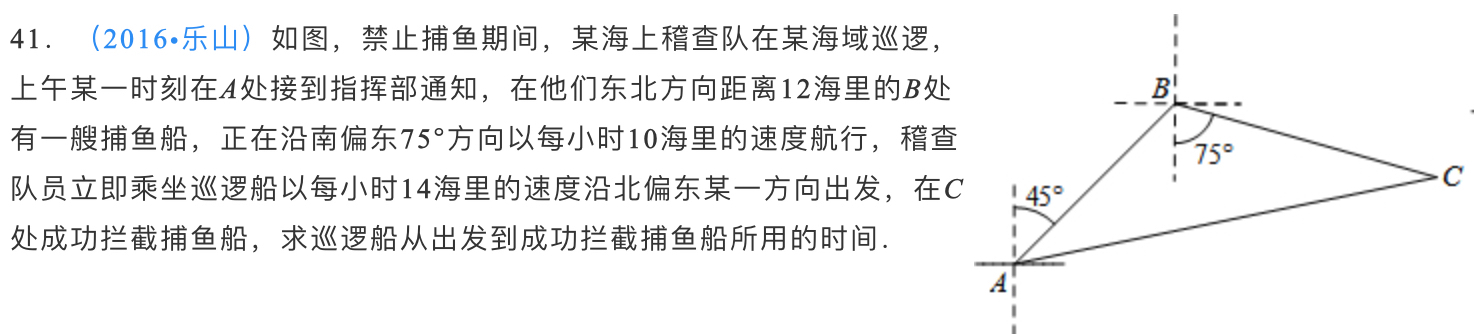 41. （2016•乐山）如图，禁止捕鱼期间，某海上稽查队在某海域巡逻，
上午某一时刻在A处接到指挥部通知，在他们东北方向距离12海里的B处
有一艘捕鱼船，正在沿南偏东75°方向以每小时10海里的速度航行，稽查
队员立即乘坐巡逻船以每小时14海里的速度沿北偏东某一方向出发，在C
处成功拦截捕鱼船，求巡逻船从出发到成功拦截捕鱼船所用的时间．
B
75°
C
45°
A